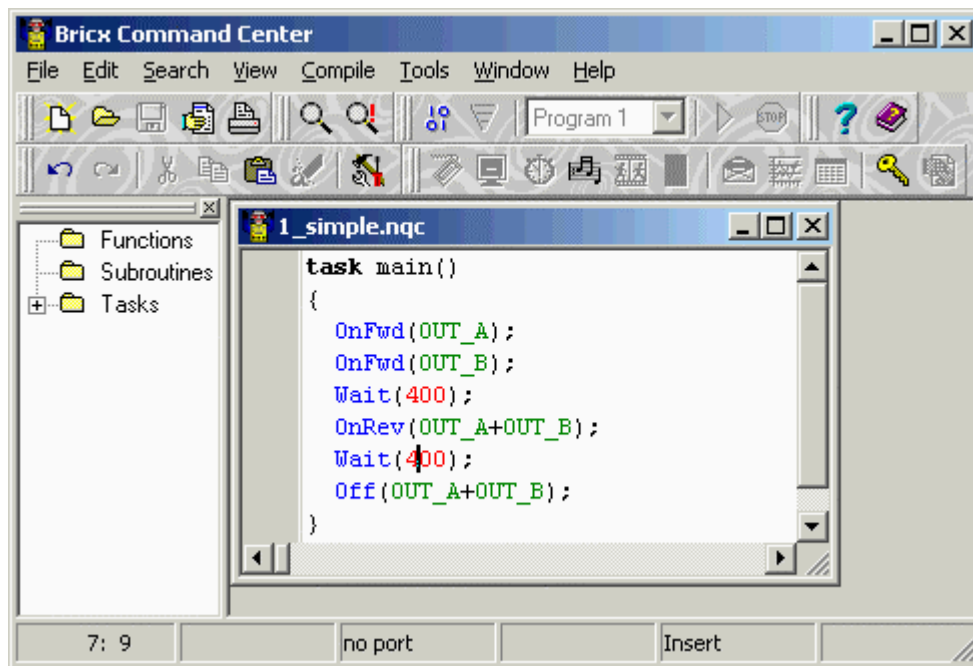 Bricx Command Center
File Edit Search View Compile Tools Window Help
Program 1
STOP
Functions
Subroutines
Tasks
1_simple.nqc
task main()
{
OnFwd(OUT_A);
OnFwd(OUT_B);
Wait(400);
OnRev(OUT_A+OUT_B);
Wait(400);
Off(OUT_A+OUT_B);
}
7: 9
no port
Insert